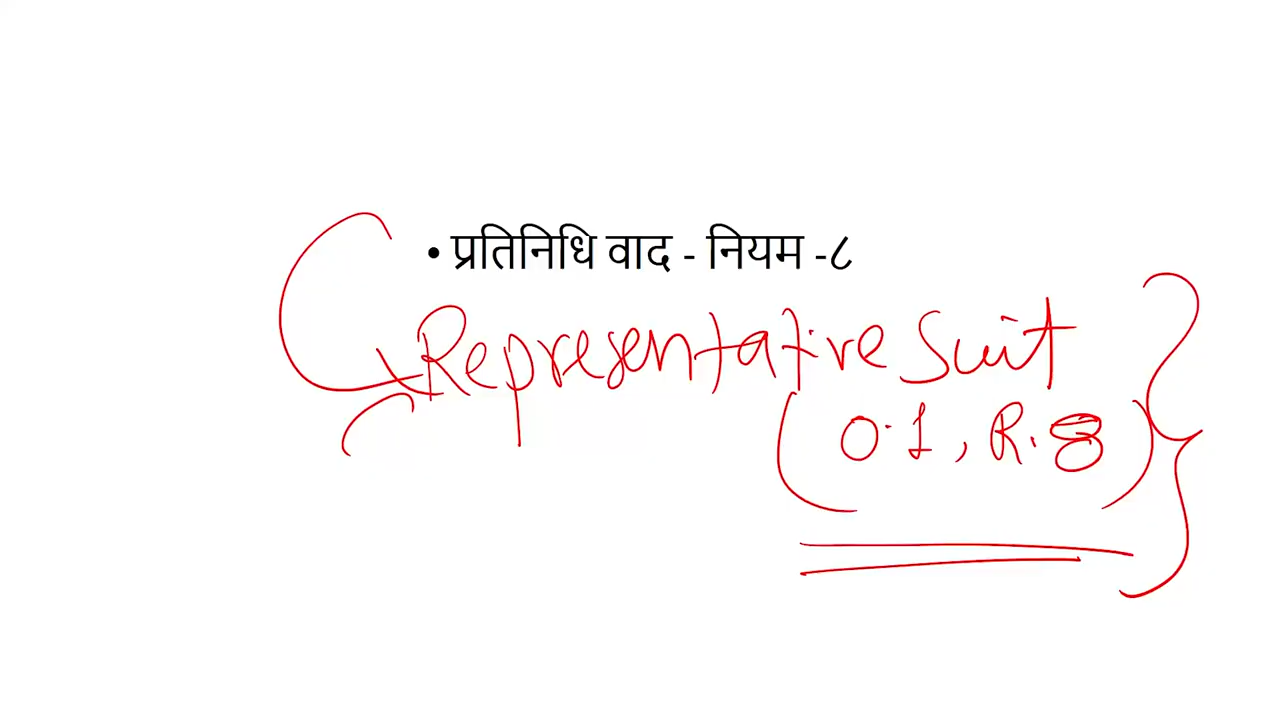 • प्रतिनिधि वाद - नियम -८
Representative Suit
(O.1, R.8)